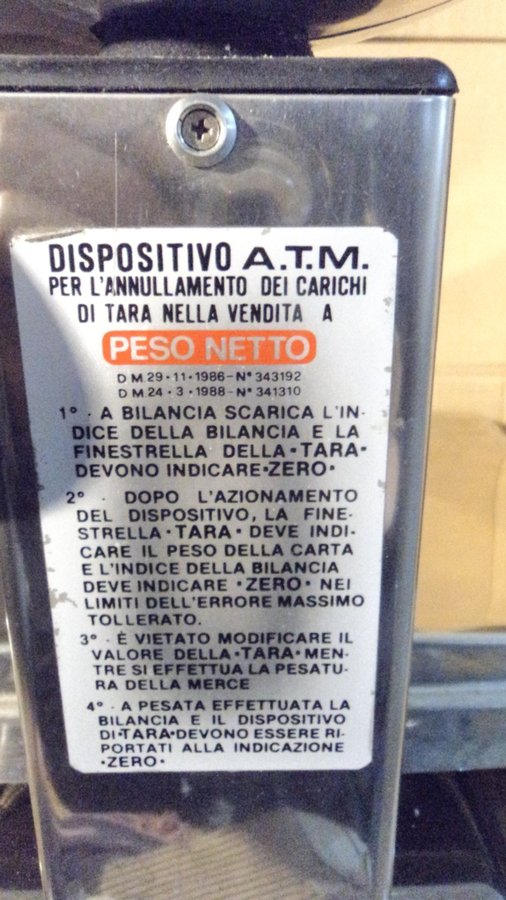 DISPOSITIVO A.T.M.
PER L'ANNULLAMENTO DEI CARICHI
DI TARA NELLA VENDITA A
PESO NETTO
D M 29·11·1986-N° 343192
D M 24·3·1988-N° 341310
1° · A BILANCIA SCARICA L'IN-
DICE DELLA BILANCIA E LA
FINESTRELLA DELLA·TARA·
DEVONO INDICARE·ZERO·
2° · DOPO L'AZIONAMENTO
DEL DISPOSITIVO, LA FINE-
STRELLA·TARA· DEVE INDI-
CARE IL PESO DELLA CARTA
E L'INDICE DELLA BILANCIA
DEVE INDICARE ·ZERO· NEI
LIMITI DELL'ERRORE MASSIMO
TOLLERATO.
3° · È VIETATO MODIFICARE IL
VALORE DELLA·TARA·MEN-
TRE SI EFFETTUA LA PESATU-
RA DELLA MERCE
4° · A PESATA EFFETTUATA LA
BILANCIA E IL DISPOSITIVO
DI·TARA·DEVONO ESSERE RI-
PORTATI ALLA INDICAZIONE
·ZERO·